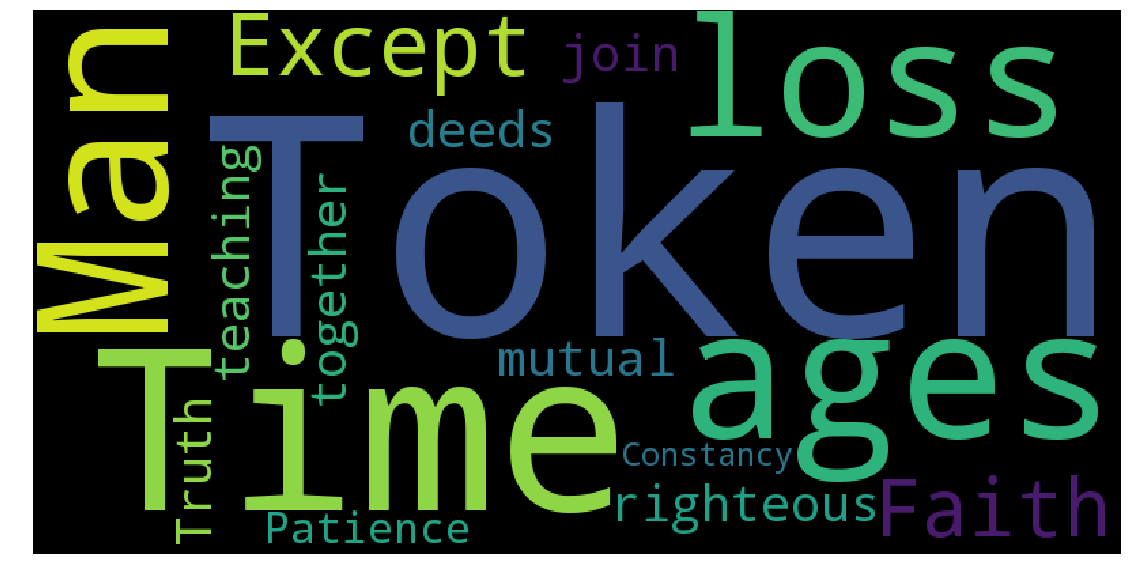 Except
join
loss
Man
deeds
Token
teaching
together
Time
mutual
ages
Truth
Constancy
Patience
righteous
Faith